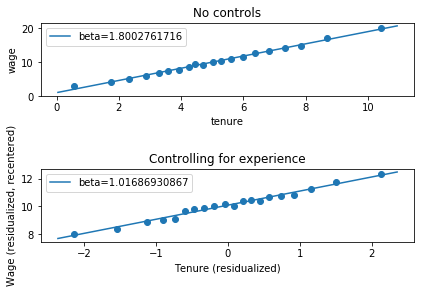 No controls
beta=1.8002761716
wage
20
10
0
0
2
4
6
8
10
tenure
Controlling for experience
beta=1.01686930867
Wage (residualized, recentered)
12
10
8
−2
−1
0
1
2
Tenure (residualized)